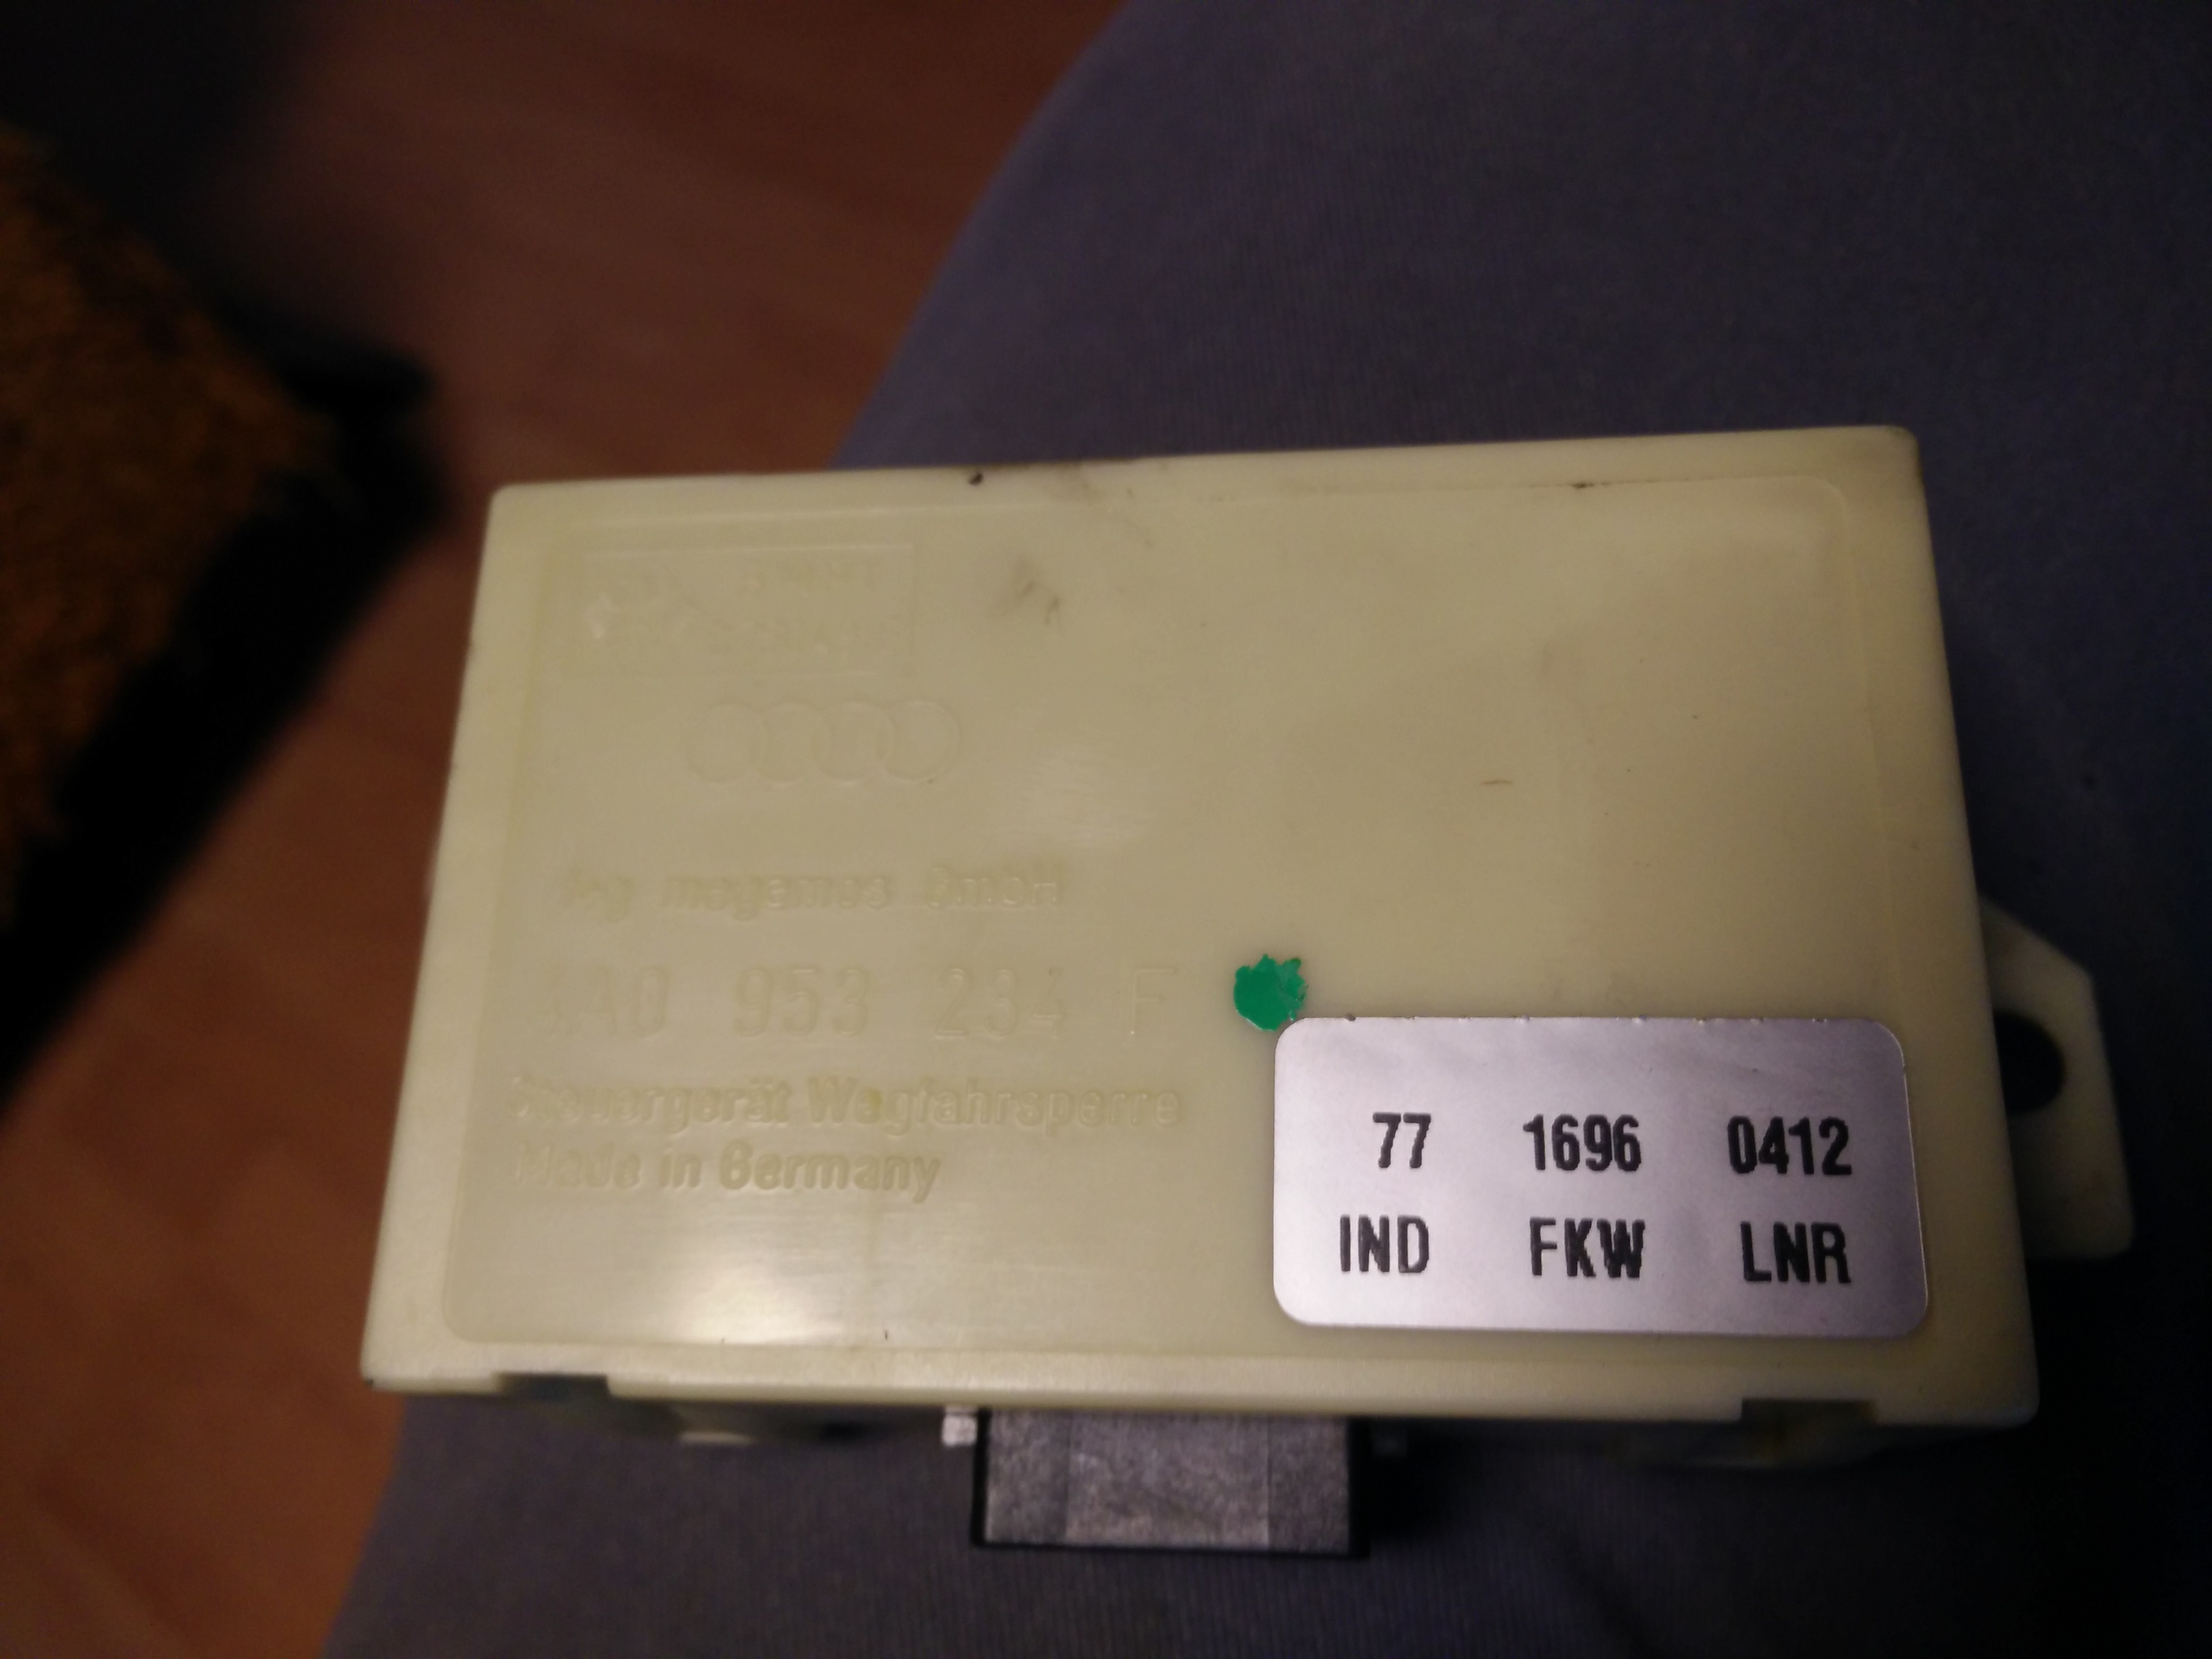 megamos GmbH
4A0 953 234 F
Steuergerät Wegfahrsperre
Made in Germany
77 1696 0412
IND FKW LNR